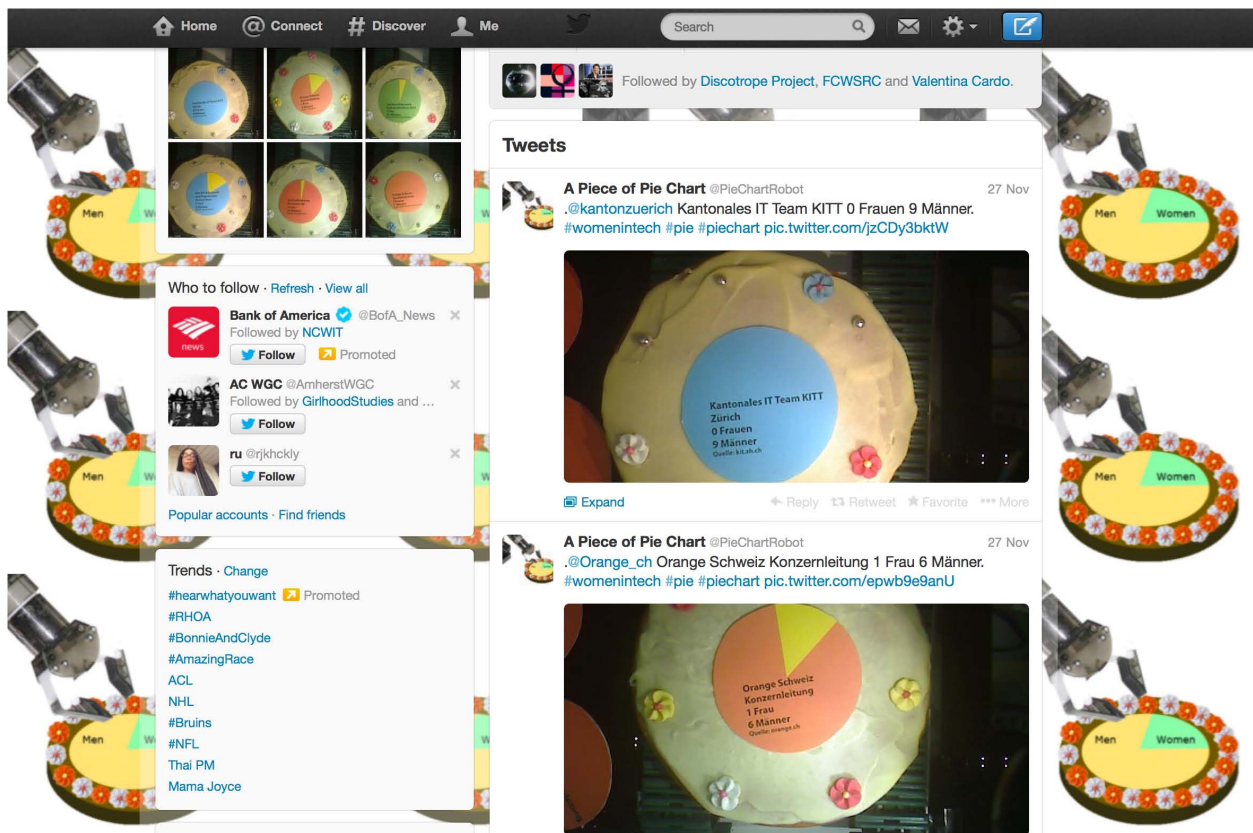 Home
Connect
Discover
Me
Search
Followed by Discotrope Project, FCWSRC and Valentina Cardo.
Who to follow · Refresh · View all
Bank of America @BofA_News
Followed by NCWIT
news
Follow
Promoted
AC WGC @AmherstWGC
Followed by GirlhoodStudies and …
Follow
ru @rjkhckly
Follow
Popular accounts · Find friends
Trends · Change
#hearwhatyouwant Promoted
#RHOA
#BonnieAndClyde
#AmazingRace
ACL
NHL
#Bruins
#NFL
Thai PM
Mama Joyce
Tweets
A Piece of Pie Chart @PieChartRobot
27 Nov
.@kantonzuerich Kantonales IT Team KITT 0 Frauen 9 Männer.
#womenintech #pie #piechart pic.twitter.com/jzCDy3bktW
Kantonales IT Team KITT
Zürich
0 Frauen
9 Männer
Expand
Reply
Retweet
Favorite
More
A Piece of Pie Chart @PieChartRobot
27 Nov
.@Orange_ch Orange Schweiz Konzernleitung 1 Frau 6 Männer.
#womenintech #pie #piechart pic.twitter.com/epwb9e9anU
Orange Schweiz
Konzernleitung
1 Frau
6 Männer
Quelle: orange.ch
Men
Women
Men
Women
Men
Women
Men
Men